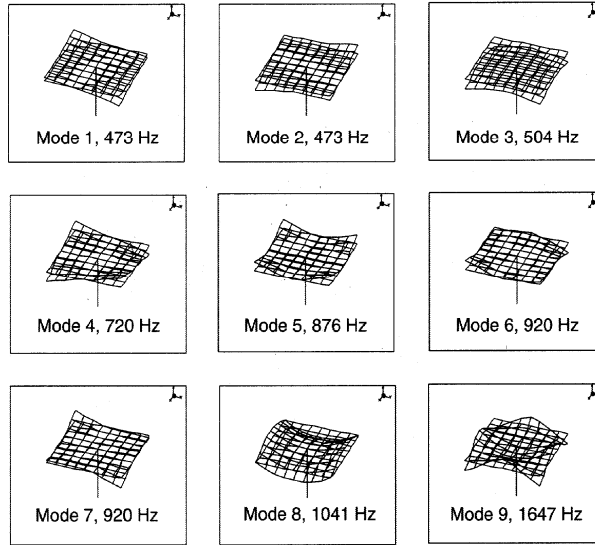 Mode 1, 473 Hz
Mode 2, 473 Hz
Mode 3, 504 Hz
Mode 4, 720 Hz
Mode 5, 876 Hz
Mode 6, 920 Hz
Mode 7, 920 Hz
Mode 8, 1041 Hz
Mode 9, 1647 Hz